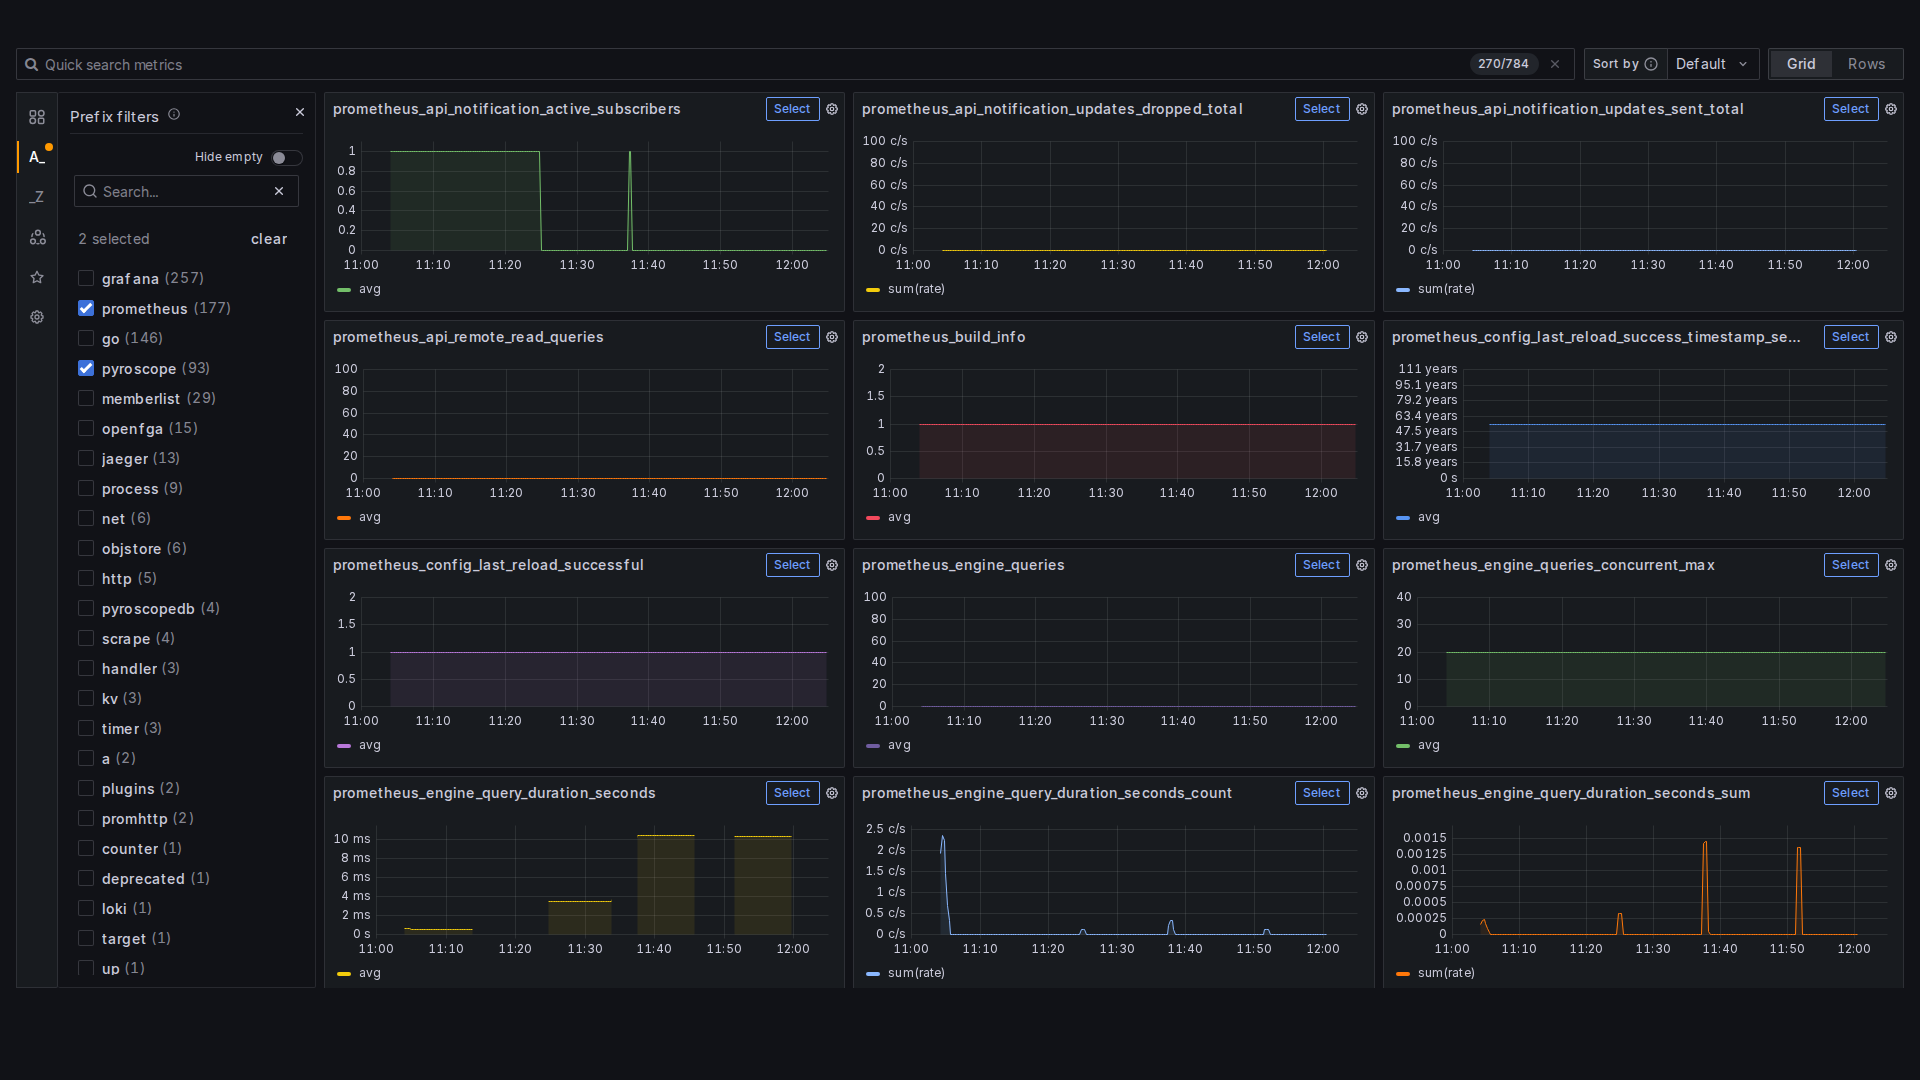 Quick search metrics
270/784
Sort by
Default
Grid
Rows
Prefix filters
Hide empty
Search...
2 selected
clear
grafana (257)
prometheus (177)
go (146)
pyroscope (93)
memberlist (29)
openfga (15)
jaeger (13)
process (9)
net (6)
objstore (6)
http (5)
pyroscopedb (4)
scrape (4)
handler (3)
kv (3)
timer (3)
a (2)
plugins (2)
promhttp (2)
counter (1)
deprecated (1)
loki (1)
target (1)
up (1)
A_
_Z
prometheus_api_notification_active_subscribers
Select
1
0.8
0.6
0.4
0.2
0
11:00 11:10 11:20 11:30 11:40 11:50 12:00
avg
prometheus_api_notification_updates_dropped_total
Select
100 c/s
80 c/s
60 c/s
40 c/s
20 c/s
0 c/s
11:00 11:10 11:20 11:30 11:40 11:50 12:00
sum(rate)
prometheus_api_notification_updates_sent_total
Select
100 c/s
80 c/s
60 c/s
40 c/s
20 c/s
0 c/s
11:00 11:10 11:20 11:30 11:40 11:50 12:00
sum(rate)
prometheus_api_remote_read_queries
Select
100
80
60
40
20
0
11:00 11:10 11:20 11:30 11:40 11:50 12:00
avg
prometheus_build_info
Select
2
1.5
1
0.5
0
11:00 11:10 11:20 11:30 11:40 11:50 12:00
avg
prometheus_config_last_reload_success_timestamp_se...
Select
111 years
95.1 years
79.2 years
63.4 years
47.5 years
31.7 years
15.8 years
0 s
11:00 11:10 11:20 11:30 11:40 11:50 12:00
avg
prometheus_config_last_reload_successful
Select
2
1.5
1
0.5
0
11:00 11:10 11:20 11:30 11:40 11:50 12:00
avg
prometheus_engine_queries
Select
100
80
60
40
20
0
11:00 11:10 11:20 11:30 11:40 11:50 12:00
avg
prometheus_engine_queries_concurrent_max
Select
40
30
20
10
0
11:00 11:10 11:20 11:30 11:40 11:50 12:00
avg
prometheus_engine_query_duration_seconds
Select
10 ms
8 ms
6 ms
4 ms
2 ms
0 s
11:00 11:10 11:20 11:30 11:40 11:50 12:00
avg
prometheus_engine_query_duration_seconds_count
Select
2.5 c/s
2 c/s
1.5 c/s
1 c/s
0.5 c/s
0 c/s
11:00 11:10 11:20 11:30 11:40 11:50 12:00
sum(rate)
prometheus_engine_query_duration_seconds_sum
Select
0.0015
0.00125
0.001
0.00075
0.0005
0.00025
0
11:00 11:10 11:20 11:30 11:40 11:50 12:00
sum(rate)